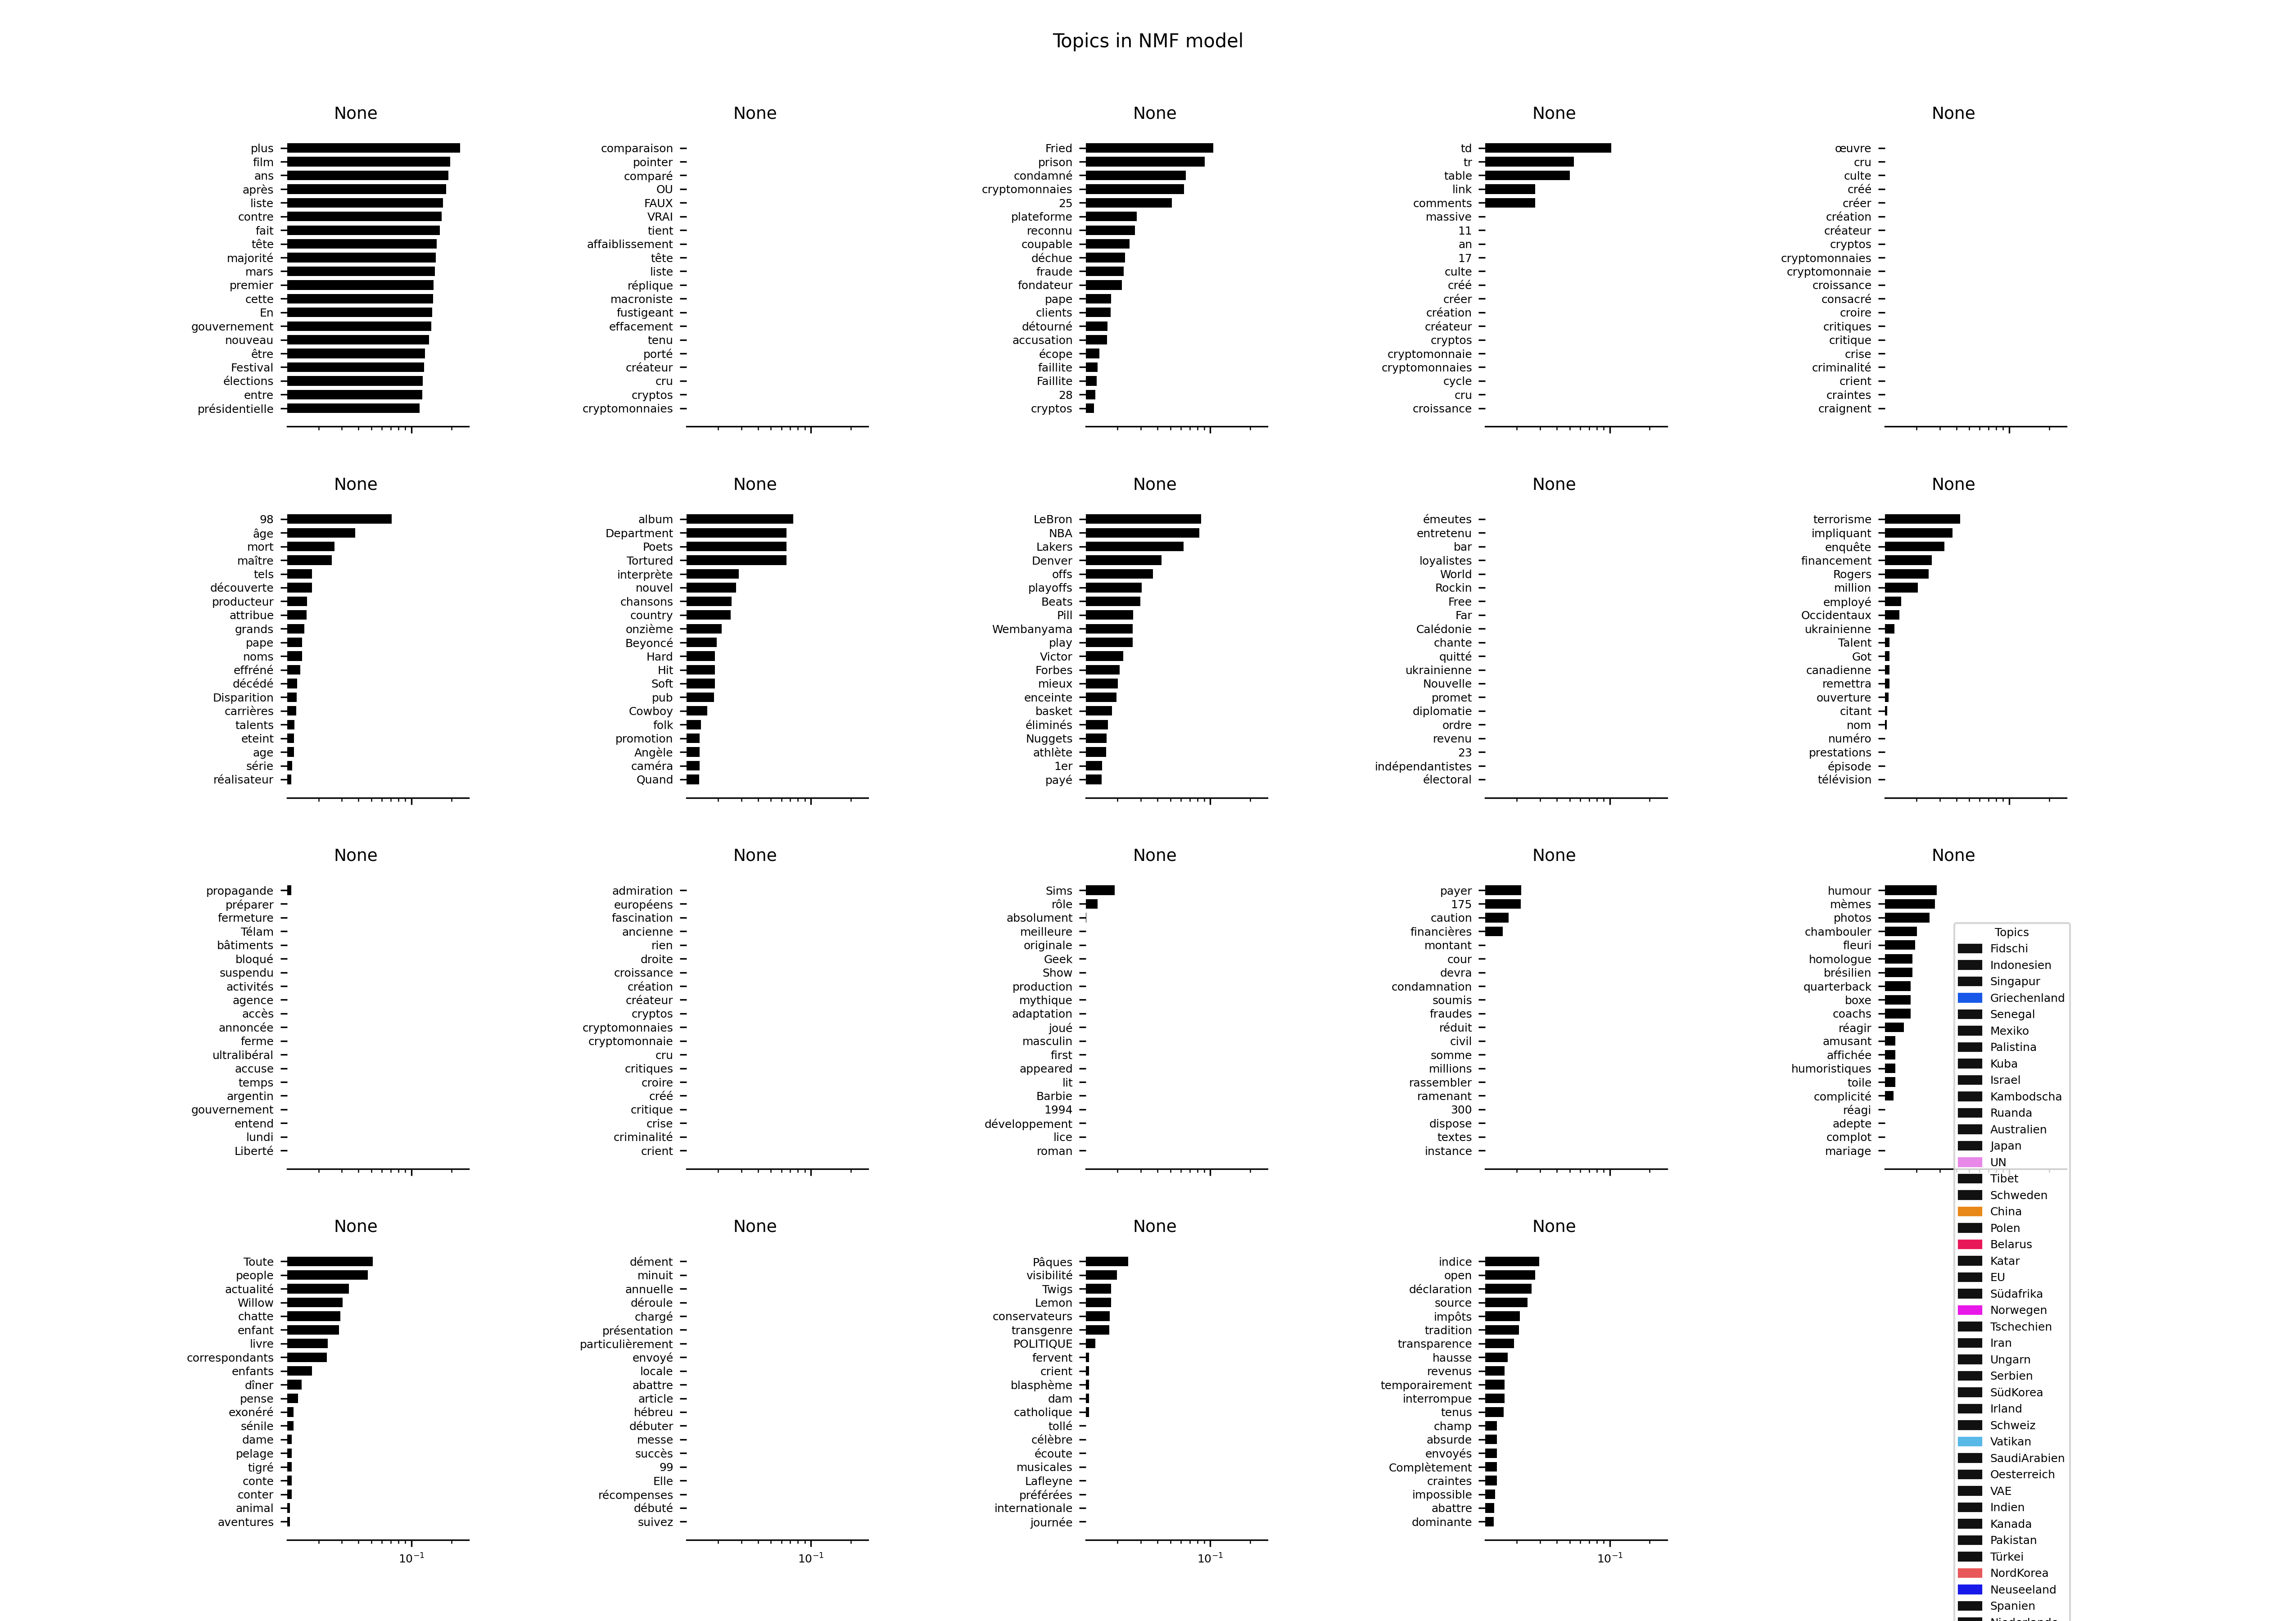 Topics in NMF model
None
plus
film
ans
après
liste
contre
fait
tête
majorité
mars
premier
cette
En
gouvernement
nouveau
être
Festival
élections
entre
présidentielle
None
comparaison
pointer
comparé
OU
FAUX
VRAI
tient
affaiblissement
tête
liste
réplique
macroniste
fustigeant
effacement
tenu
porté
créateur
cru
cryptos
cryptomonnaies
None
Fried
prison
condamné
cryptomonnaies
25
plateforme
reconnu
coupable
déchue
fraude
fondateur
pape
clients
détourné
accusation
écope
faillite
Faillite
28
cryptos
None
td
tr
table
link
comments
massive
11
an
17
culte
créé
créer
création
créateur
cryptos
cryptomonnaie
cryptomonnaies
cycle
cru
croissance
None
œuvre
cru
culte
créé
créer
création
créateur
cryptos
cryptomonnaies
cryptomonnaie
croissance
consacré
croire
critiques
critique
crise
criminalité
crient
craintes
craignent
None
98
âge
mort
maître
tels
découverte
producteur
attribue
grands
pape
noms
effréné
décédé
Disparition
carrières
talents
eteint
age
série
réalisateur
None
album
Department
Poets
Tortured
interprète
nouvel
chansons
country
onzième
Beyoncé
Hard
Hit
Soft
pub
Cowboy
folk
promotion
Angèle
caméra
Quand
None
LeBron
NBA
Lakers
Denver
offs
playoffs
Beats
Pill
Wembanyama
play
Victor
Forbes
mieux
enceinte
basket
éliminés
Nuggets
athlète
1er
payé
None
émeutes
entretenu
bar
loyalistes
World
Rockin
Free
Far
Calédonie
chante
quitté
ukrainienne
Nouvelle
promet
diplomatie
ordre
revenu
23
indépendantistes
électoral
None
terrorisme
impliquant
enquête
financement
Rogers
million
employé
Occidentaux
ukrainienne
Talent
Got
canadienne
remettra
ouverture
citant
nom
numéro
prestations
épisode
télévision
None
propagande
préparer
fermeture
Télam
bâtiments
bloqué
suspendu
activités
agence
accès
annoncée
ferme
ultralibéral
accuse
temps
argentin
gouvernement
entend
lundi
Liberté
None
admiration
européens
fascination
ancienne
rien
droite
croissance
création
créateur
cryptos
cryptomonnaies
cryptomonnaie
cru
critiques
croire
créé
critique
crise
criminalité
crient
None
Sims
rôle
absolument
meilleure
originale
Geek
Show
production
mythique
adaptation
joué
masculin
first
appeared
lit
Barbie
1994
développement
lice
roman
None
payer
175
caution
financières
montant
cour
devra
condamnation
soumis
fraudes
réduit
civil
somme
millions
rassembler
ramenant
300
dispose
textes
instance
None
humour
mèmes
photos
chambouler
fleuri
homologue
brésilien
quarterback
boxe
coachs
réagir
amusant
affichée
humoristiques
toile
complicité
réagi
adepte
complot
mariage
None
Toute
people
actualité
Willow
chatte
enfant
livre
correspondants
enfants
dîner
pense
exonéré
sénile
dame
pelage
tigré
conte
conter
animal
aventures
10⁻¹
None
dément
minuit
annuelle
déroule
chargé
présentation
particulièrement
envoyé
locale
abattre
article
hébreu
débuter
messe
succès
99
Elle
récompenses
débuté
suivez
10⁻¹
None
Pâques
visibilité
Twigs
Lemon
conservateurs
transgenre
POLITIQUE
fervent
crient
blasphème
dam
catholique
tollé
célèbre
écoute
musicales
Lafleyne
préférées
internationale
journée
10⁻¹
None
indice
open
déclaration
source
impôts
tradition
transparence
hausse
revenus
temporairement
interrompue
tenus
champ
absurde
envoyés
Complètement
craintes
impossible
abattre
dominante
10⁻¹
Topics
Fidschi
Indonesien
Singapur
Griechenland
Senegal
Mexiko
Palistina
Kuba
Israel
Kambodscha
Ruanda
Australien
Japan
UN
Tibet
Schweden
China
Polen
Belarus
Katar
EU
Südafrika
Norwegen
Tschechien
Iran
Ungarn
Serbien
SüdKorea
Irland
Schweiz
Vatikan
SaudiArabien
Oesterreich
VAE
Indien
Kanada
Pakistan
Türkei
NordKorea
Neuseeland
Spanien